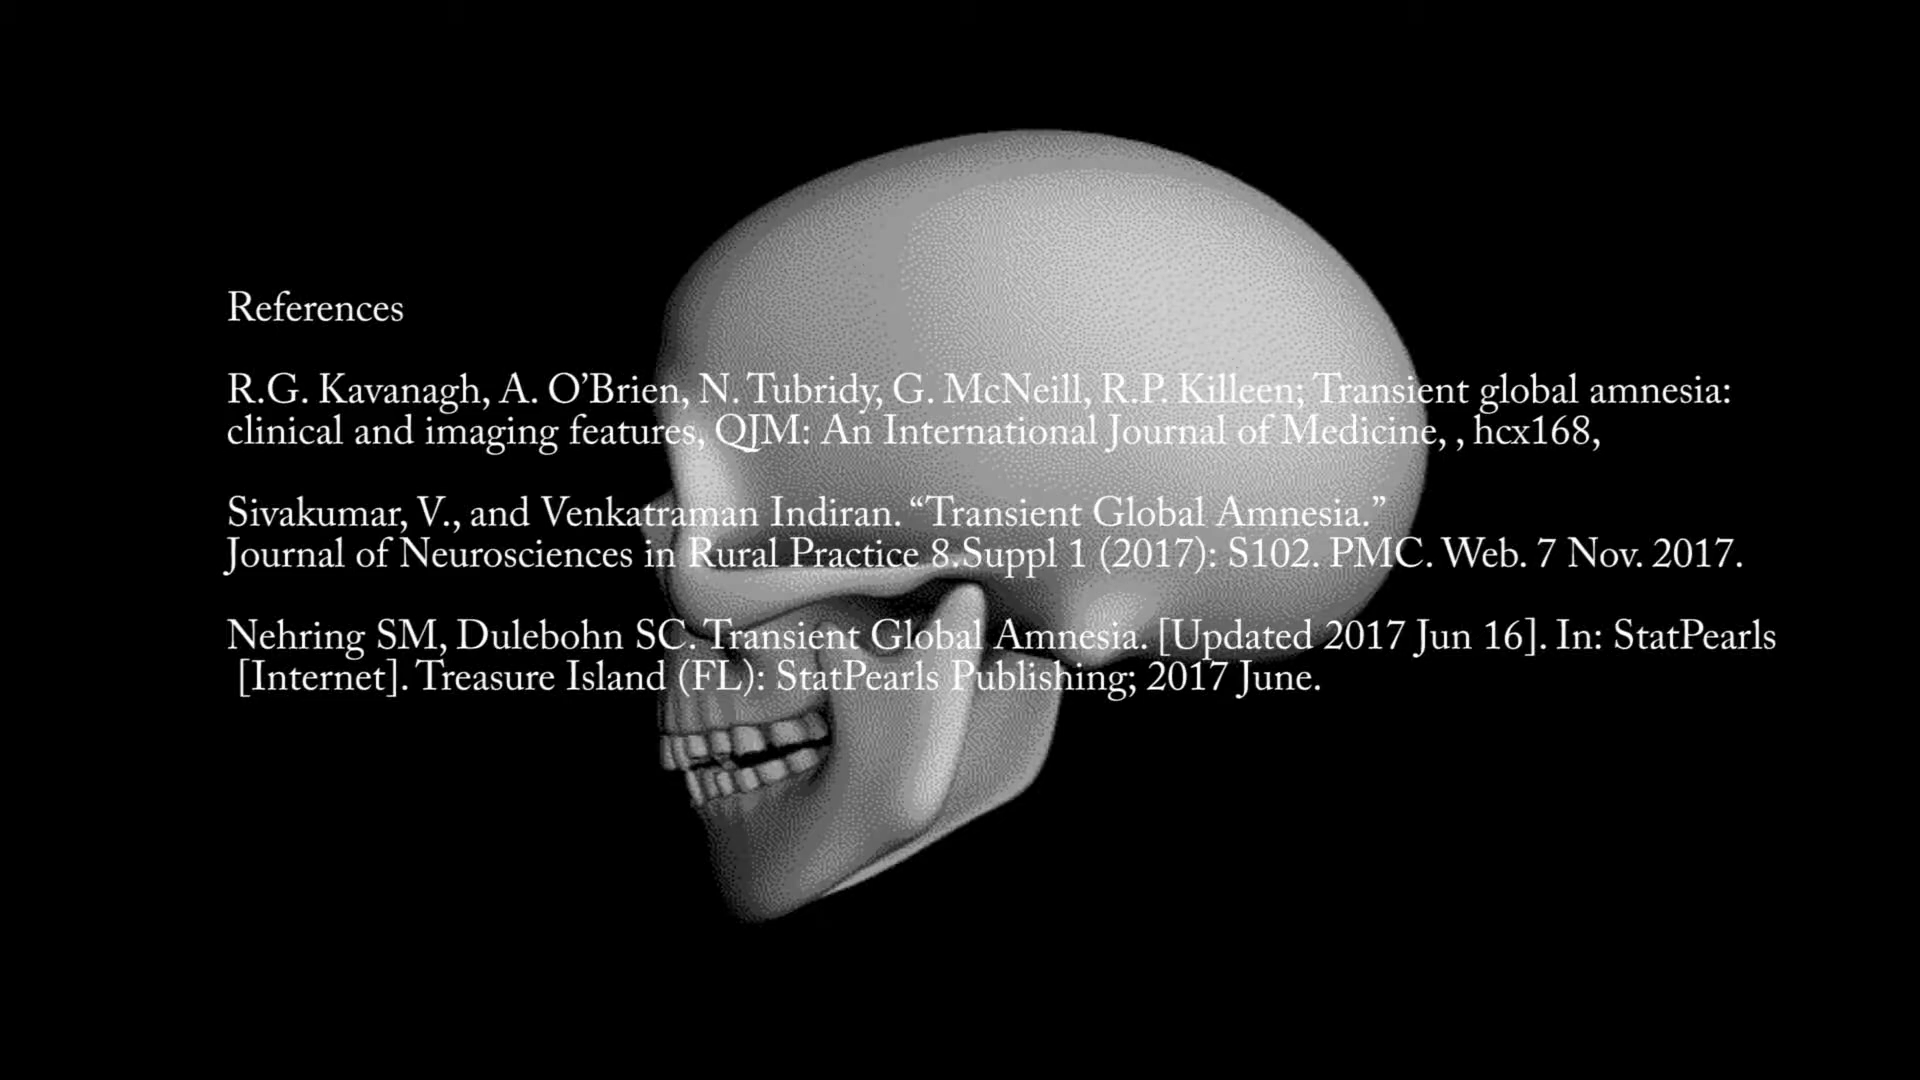 References
R.G. Kavanagh, A. O’Brien, N. Tubridy, G. McNeill, R.P. Killeen; Transient global amnesia:
clinical and imaging features, QJM: An International Journal of Medicine, , hcx168,
Sivakumar, V., and Venkatraman Indiran. “Transient Global Amnesia.”
Journal of Neurosciences in Rural Practice 8.Suppl 1 (2017): S102. PMC. Web. 7 Nov. 2017.
Nehring SM, Dulebohn SC. Transient Global Amnesia. [Updated 2017 Jun 16]. In: StatPearls
[Internet]. Treasure Island (FL): StatPearls Publishing; 2017 June.